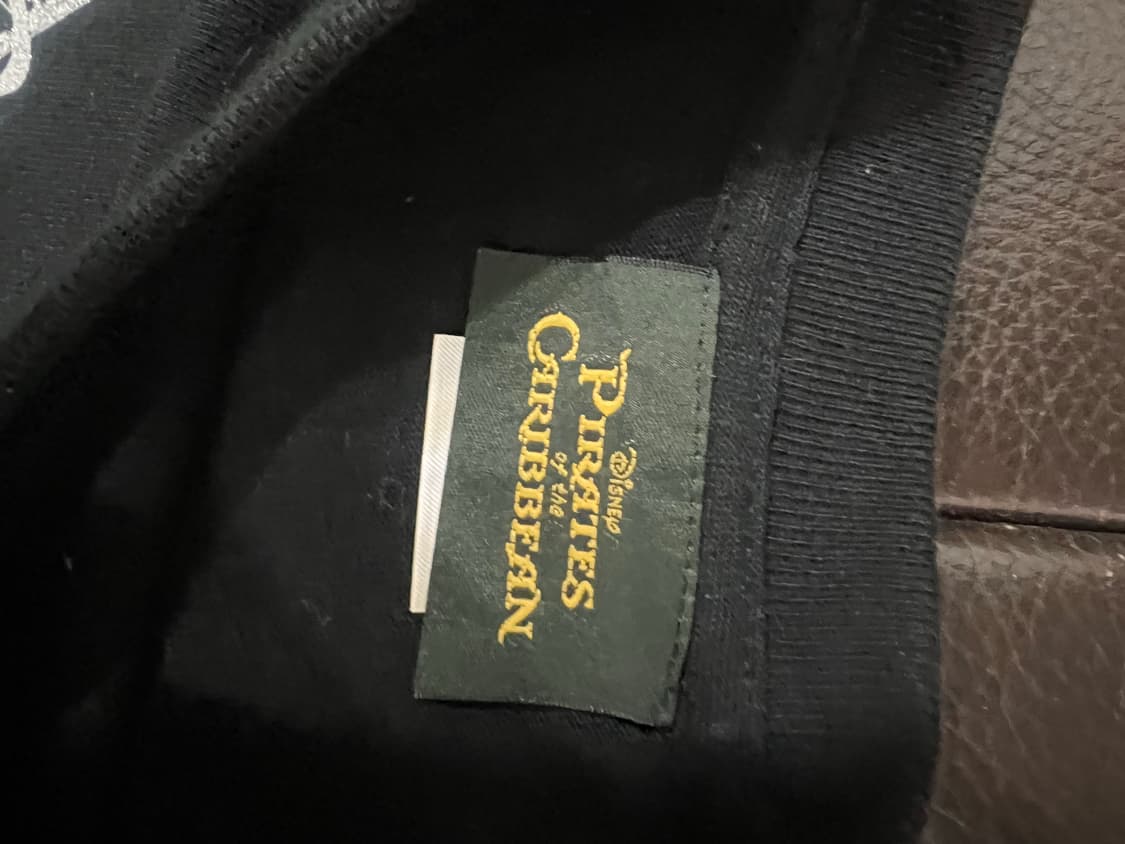 Disney
PIRATES
of the
CARIBBEAN